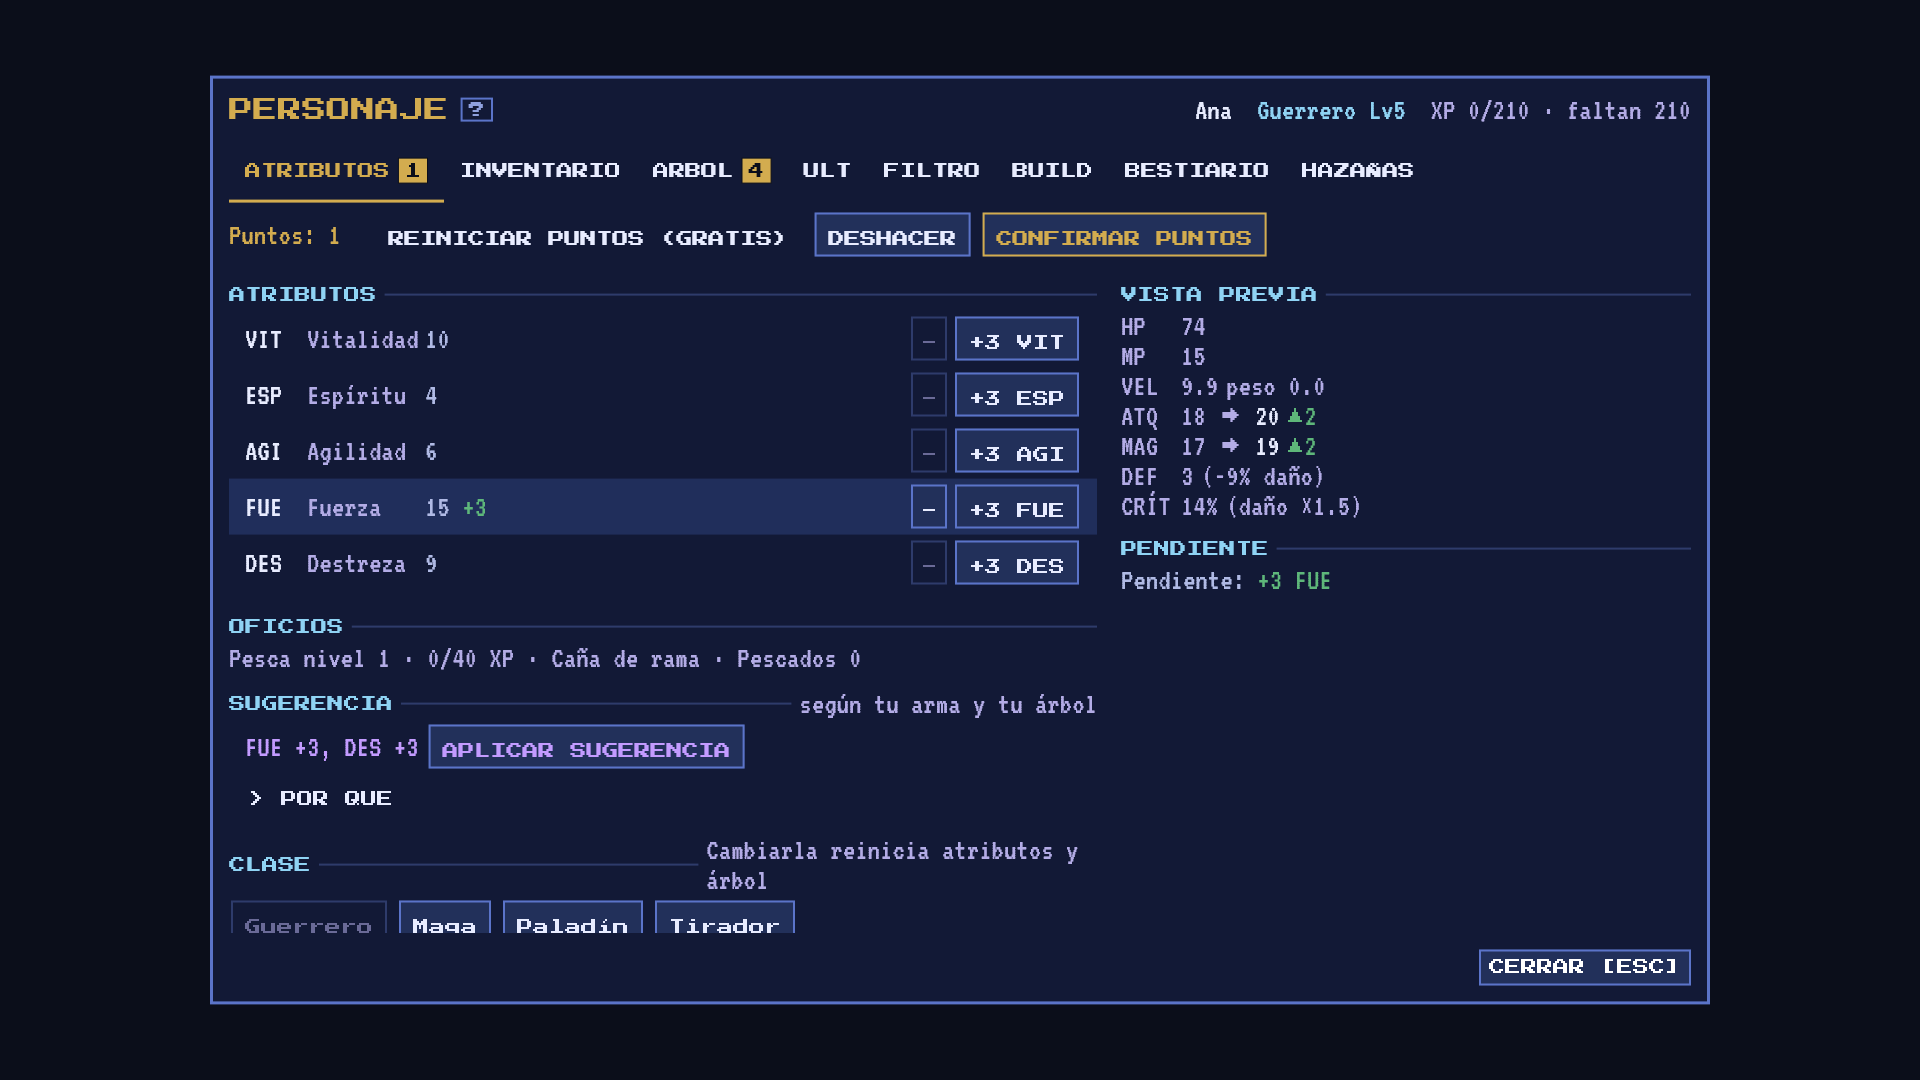 PERSONAJE ?
Ana Guerrero Lv5 XP 0/210 · faltan 210
ATRIBUTOS 1 INVENTARIO ARBOL 4 ULT FILTRO BUILD BESTIARIO HAZAÑAS
Puntos: 1 REINICIAR PUNTOS (GRATIS) DESHACER CONFIRMAR PUNTOS
ATRIBUTOS
VIT Vitalidad 10 – +3 VIT
ESP Espíritu 4 – +3 ESP
AGI Agilidad 6 – +3 AGI
FUE Fuerza 15 +3 – +3 FUE
DES Destreza 9 – +3 DES
OFICIOS
Pesca nivel 1 · 0/40 XP · Caña de rama · Pescados 0
SUGERENCIA según tu arma y tu árbol
FUE +3, DES +3 APLICAR SUGERENCIA
> POR QUE
CLASE Cambiarla reinicia atributos y
árbol
Guerrero Maga Paladín Tirador
VISTA PREVIA
HP 74
MP 15
VEL 9.9 peso 0.0
ATQ 18 → 20 ▲2
MAG 17 → 19 ▲2
DEF 3 (-9% daño)
CRÍT 14% (daño x1.5)
PENDIENTE
Pendiente: +3 FUE
CERRAR [ESC]